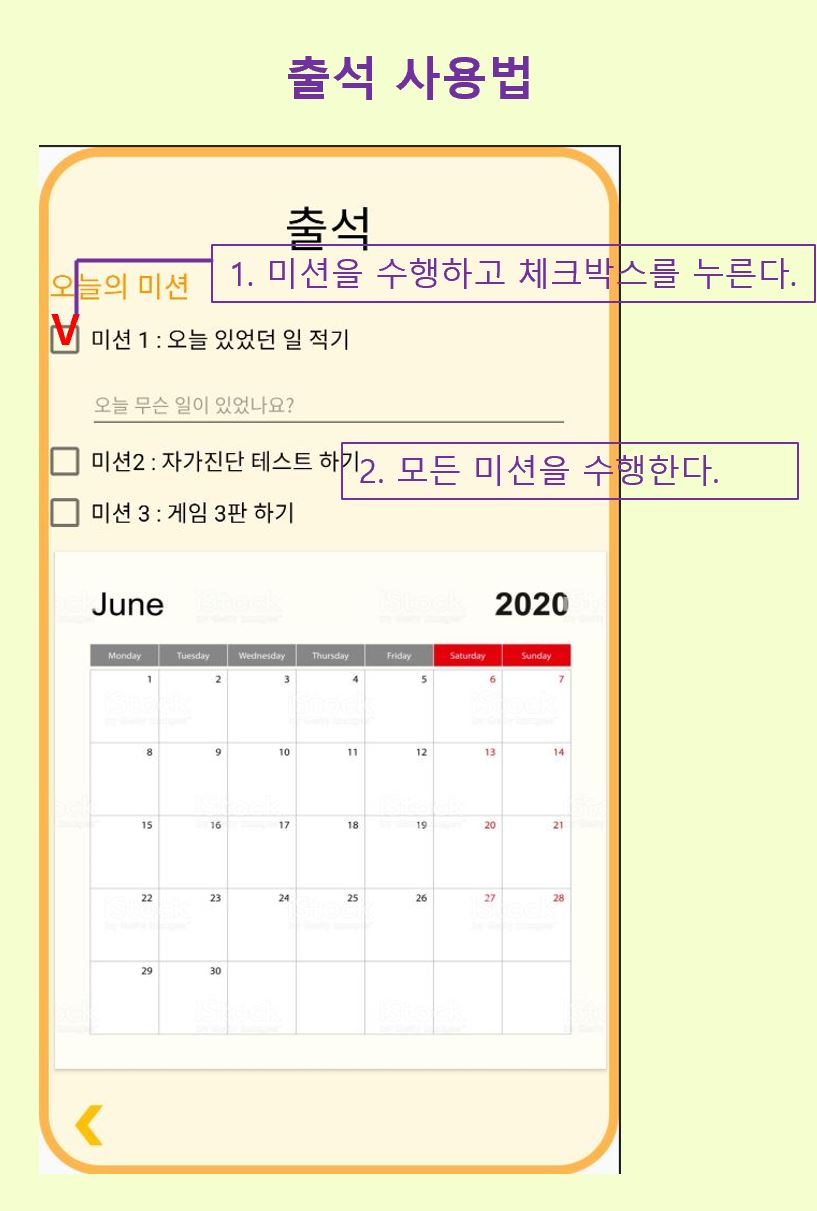 출석 사용법
출석
1. 미션을 수행하고 체크박스를 누른다.
오늘의 미션
V
미션 1 : 오늘 있었던 일 적기
오늘 무슨 일이 있었나요?
미션2 : 자가진단 테스트 하기
2. 모든 미션을 수행한다.
미션 3 : 게임 3판 하기
June 2020
Monday Tuesday Wednesday Thursday Friday Saturday Sunday
1 2 3 4 5 6 7
8 9 10 11 12 13 14
15 16 17 18 19 20 21
22 23 24 25 26 27 28
29 30